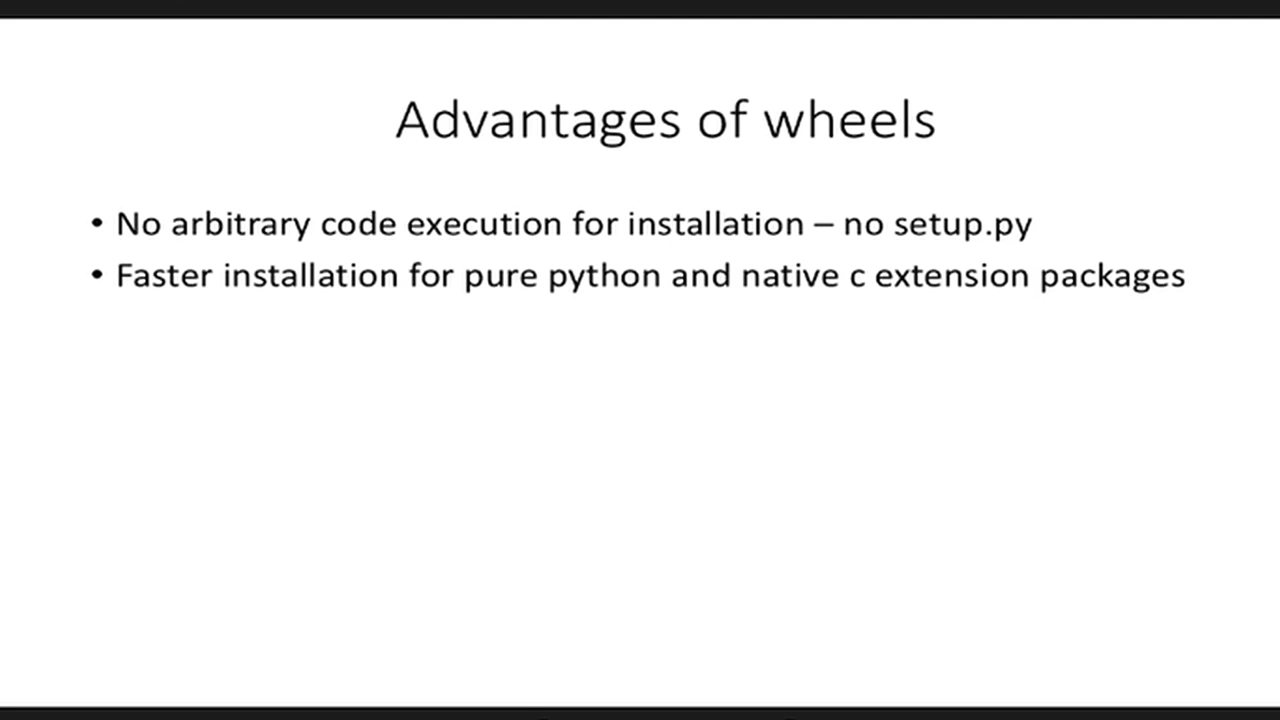 Advantages of wheels
• No arbitrary code execution for installation – no setup.py
• Faster installation for pure python and native c extension packages